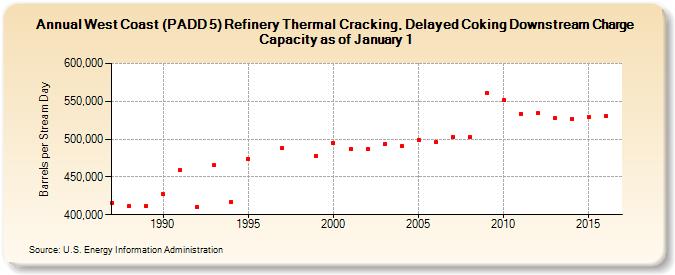 Annual West Coast (PADD 5) Refinery Thermal Cracking, Delayed Coking Downstream Charge
Capacity as of January 1
Barrels per Stream Day
600,000
550,000
500,000
450,000
400,000
1990
1995
2000
2005
2010
2015
Source: U.S. Energy Information Administration